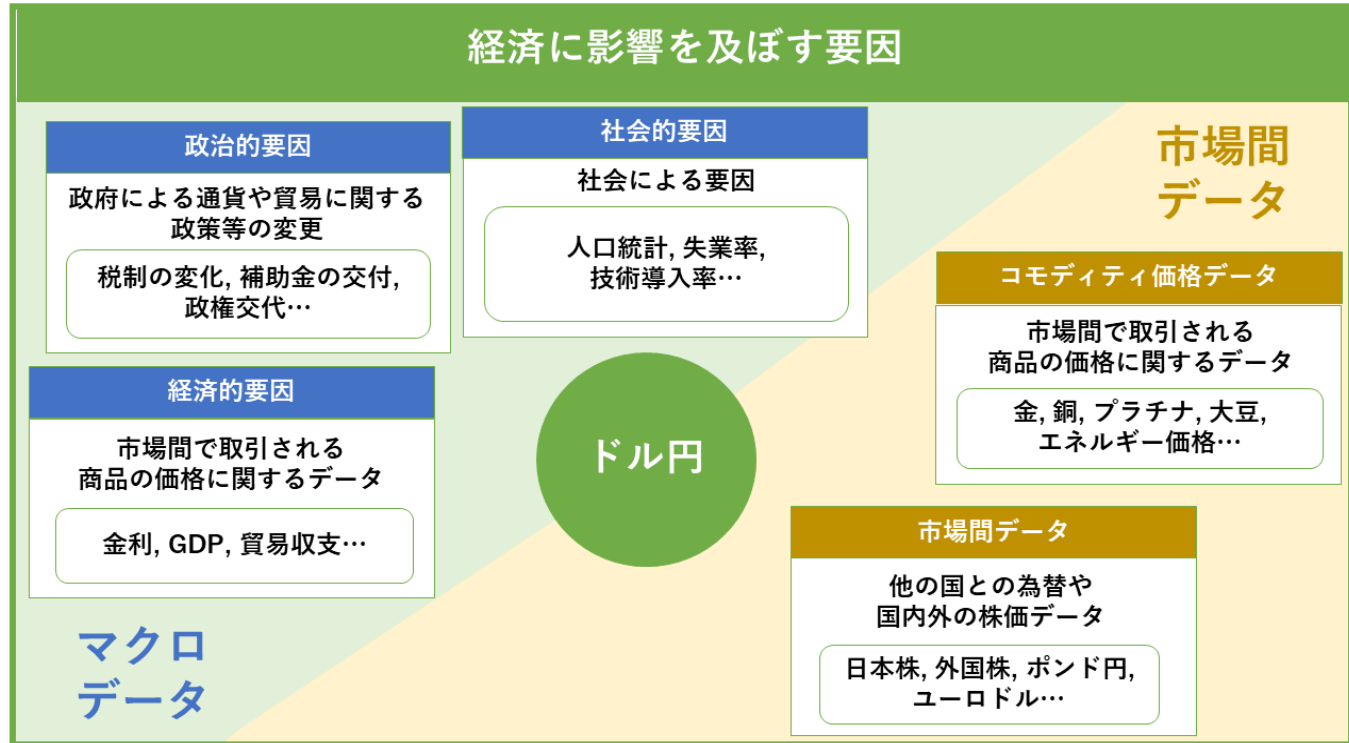 経済に影響を及ぼす要因
政治的要因
政府による通貨や貿易に関する
政策等の変更
税制の変化, 補助金の交付,
政権交代…
社会的要因
社会による要因
人口統計, 失業率,
技術導入率…
市場間
データ
コモディティ価格データ
市場間で取引される
商品の価格に関するデータ
金, 銅, プラチナ, 大豆,
エネルギー価格…
経済的要因
市場間で取引される
商品の価格に関するデータ
金利, GDP, 貿易収支…
ドル円
市場間データ
他の国との為替や
国内外の株価データ
日本株, 外国株, ポンド円,
ユーロドル…
マクロ
データ